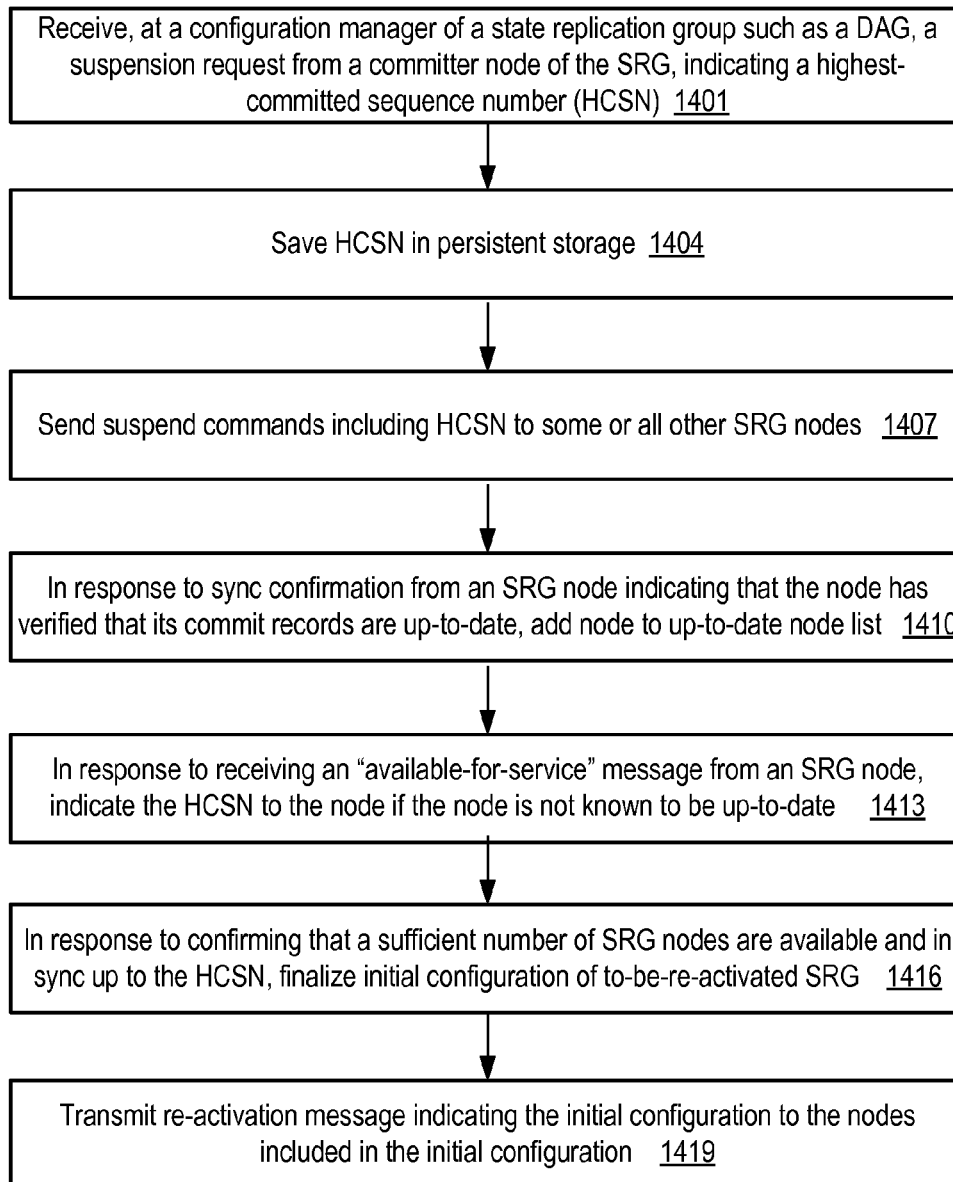 Receive, at a configuration manager of a state replication group such as a DAG, a
suspension request from a committer node of the SRG, indicating a highest-
committed sequence number (HCSN) 1401
Save HCSN in persistent storage 1404
Send suspend commands including HCSN to some or all other SRG nodes 1407
In response to sync confirmation from an SRG node indicating that the node has
verified that its commit records are up-to-date, add node to up-to-date node list 1410
In response to receiving an “available-for-service” message from an SRG node,
indicate the HCSN to the node if the node is not known to be up-to-date 1413
In response to confirming that a sufficient number of SRG nodes are available and in
sync up to the HCSN, finalize initial configuration of to-be-re-activated SRG 1416
Transmit re-activation message indicating the initial configuration to the nodes
included in the initial configuration 1419